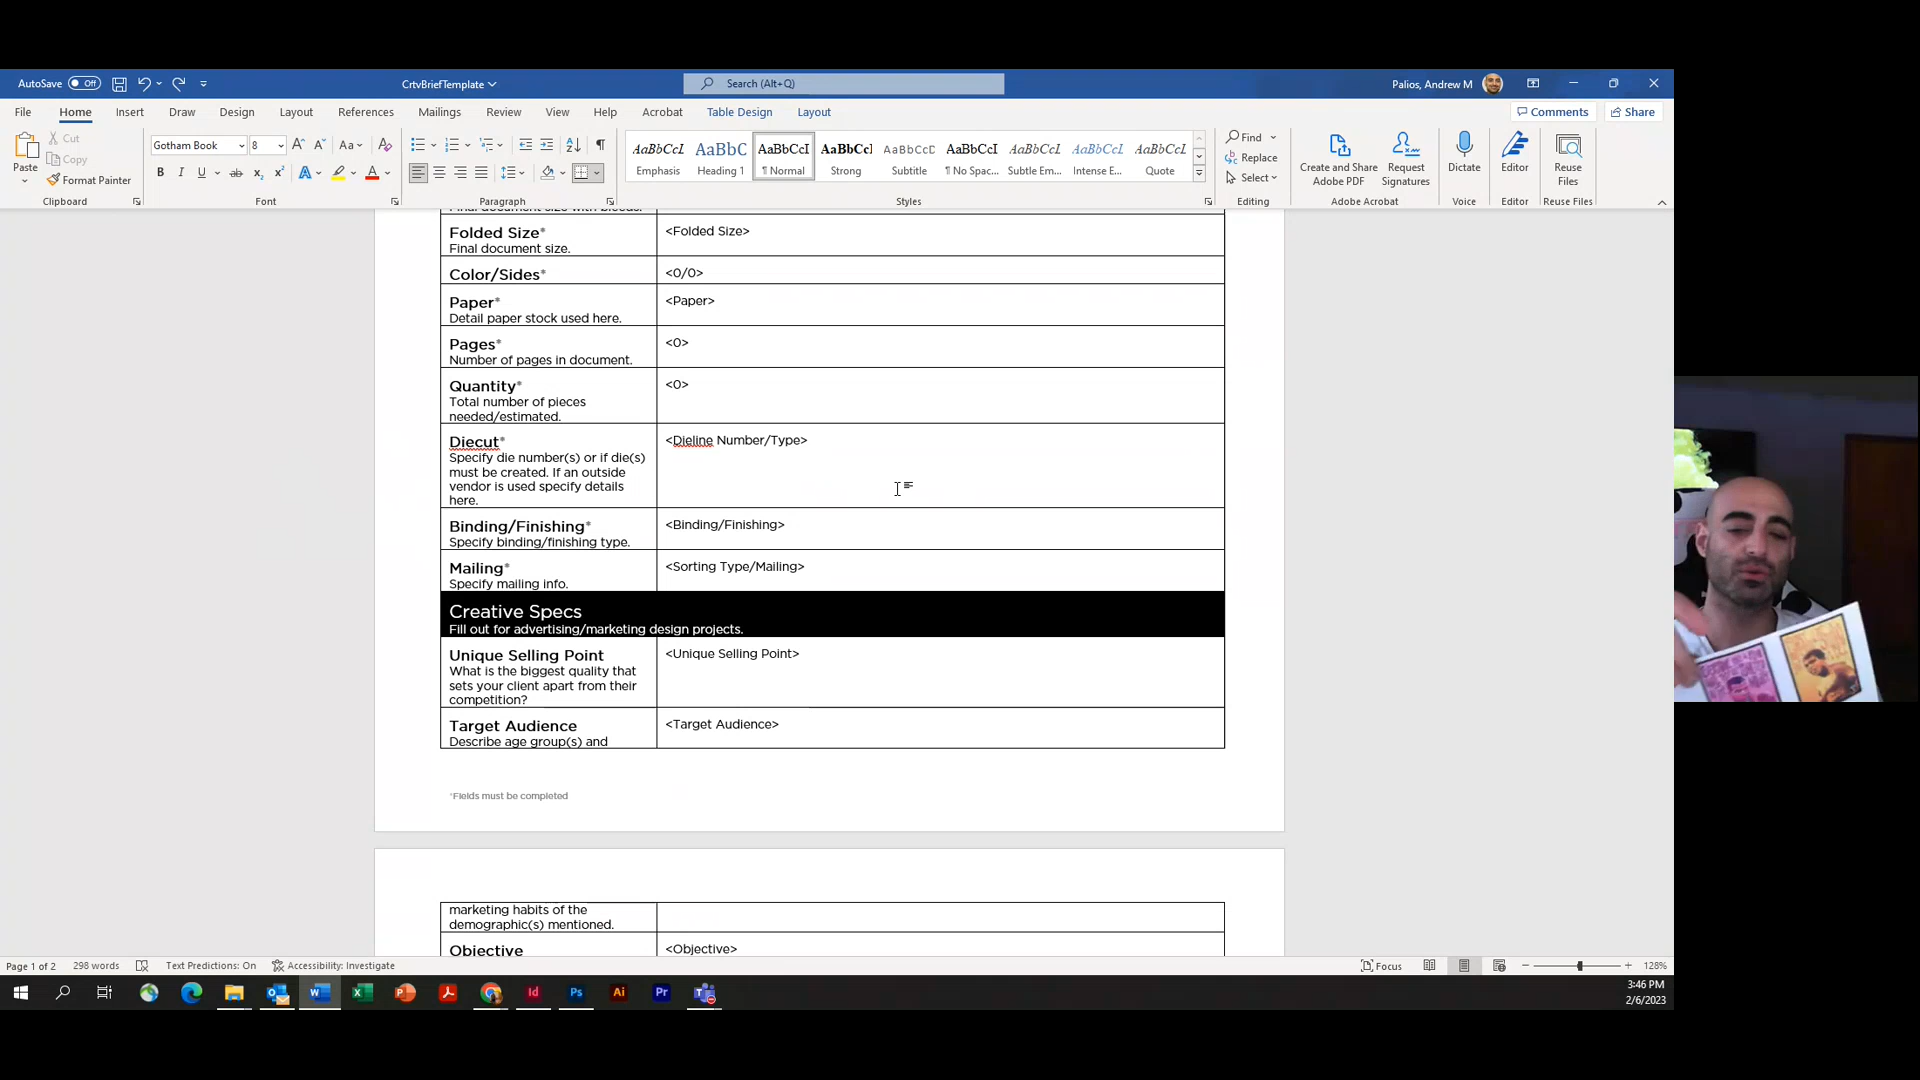 AutoSave Off
CrtvBriefTemplate
Search (Alt+Q)
Palios, Andrew M
File Home Insert Draw Design Layout References Mailings Review View Help Acrobat Table Design Layout
Comments Share
Paste
Cut
Copy
Format Painter
Clipboard
Gotham Book 8
Font
Paragraph
AaBbCcL Emphasis
AaBbC Heading 1
AaBbCcI ¶ Normal
AaBbCcI Strong
AaBbCcD Subtitle
AaBbCcI ¶ No Spac...
AaBbCcL Subtle Em...
AaBbCcL Intense E...
AaBbCcL Quote
Styles
Find
Replace
Select
Editing
Create and Share
Adobe PDF
Request
Signatures
Adobe Acrobat
Dictate
Voice
Editor
Editor
Reuse
Files
Reuse Files
Final document size with bleeds.
Folded Size*
Final document size.
<Folded Size>
Color/Sides*
<0/0>
Paper*
Detail paper stock used here.
<Paper>
Pages*
Number of pages in document.
<0>
Quantity*
Total number of pieces
needed/estimated.
<0>
Diecut*
Specify die number(s) or if die(s)
must be created. If an outside
vendor is used specify details
here.
<Dieline Number/Type>
Binding/Finishing*
Specify binding/finishing type.
<Binding/Finishing>
Mailing*
Specify mailing info.
<Sorting Type/Mailing>
Creative Specs
Fill out for advertising/marketing design projects.
Unique Selling Point
What is the biggest quality that
sets your client apart from their
competition?
<Unique Selling Point>
Target Audience
Describe age group(s) and
<Target Audience>
*Fields must be completed
marketing habits of the
demographic(s) mentioned.
Objective
<Objective>
Page 1 of 2 298 words Text Predictions: On Accessibility: Investigate
Focus 128%
3:46 PM
2/6/2023